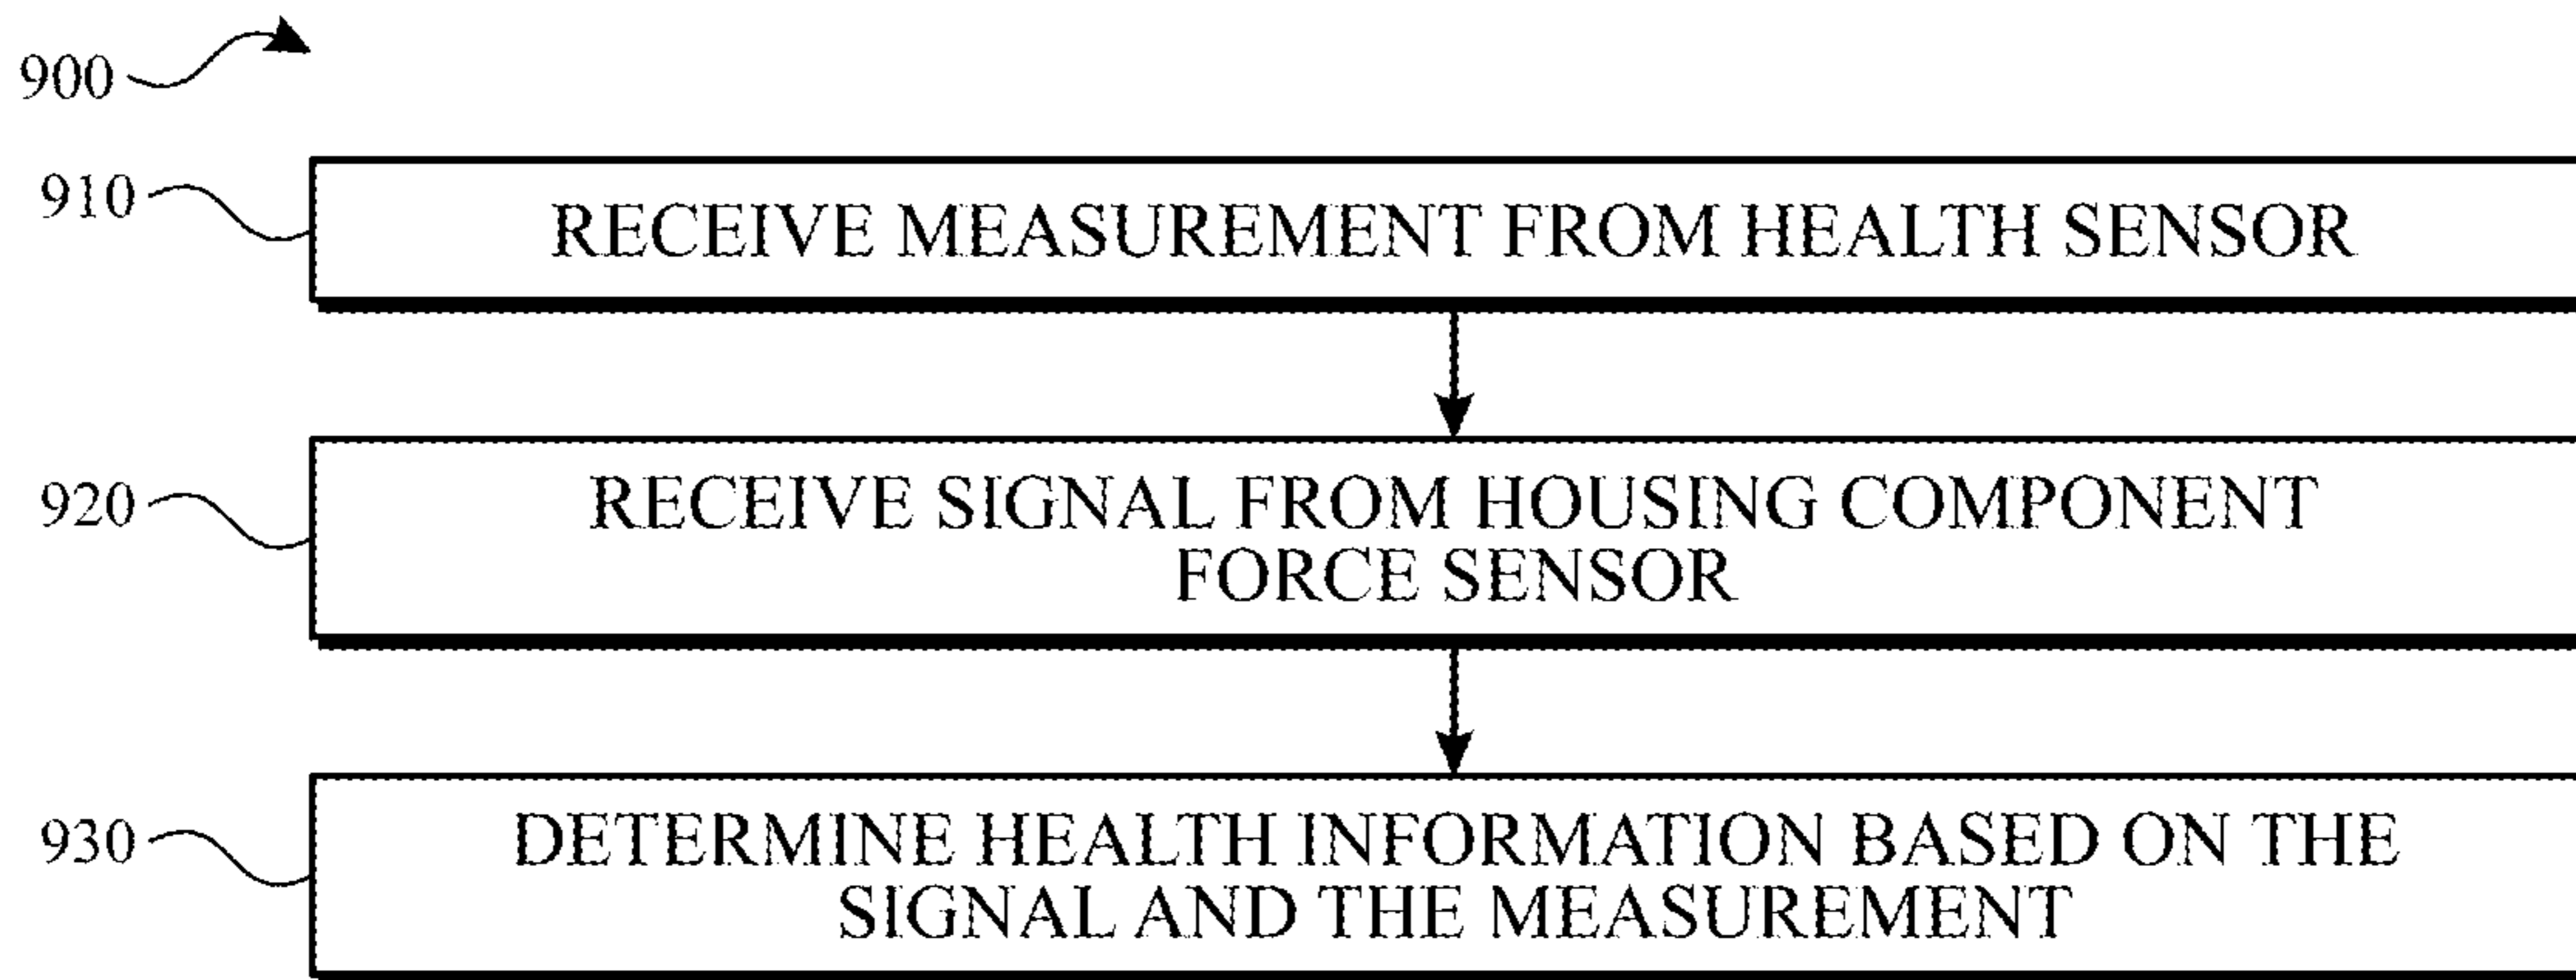 900
910
RECEIVE MEASUREMENT FROM HEALTH SENSOR
920
RECEIVE SIGNAL FROM HOUSING COMPONENT
FORCE SENSOR
930
DETERMINE HEALTH INFORMATION BASED ON THE
SIGNAL AND THE MEASUREMENT